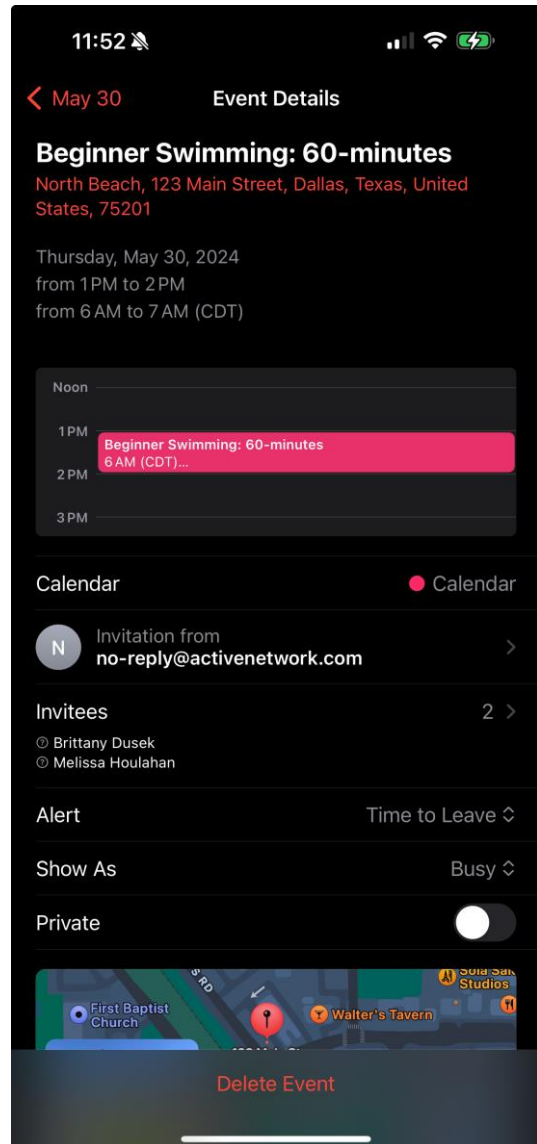 11:52
May 30
Event Details
Beginner Swimming: 60-minutes
North Beach, 123 Main Street, Dallas, Texas, United
States, 75201
Thursday, May 30, 2024
from 1 PM to 2 PM
from 6 AM to 7 AM (CDT)
Noon
1 PM
Beginner Swimming: 60-minutes
6 AM (CDT)...
2 PM
3 PM
Calendar
Calendar
N
Invitation from
no-reply@activenetwork.com
Invitees
2
Brittany Dusek
Melissa Houlahan
Alert
Time to Leave
Show As
Busy
Private
S RD
Studios
First Baptist
Church
Walter's Tavern
Delete Event